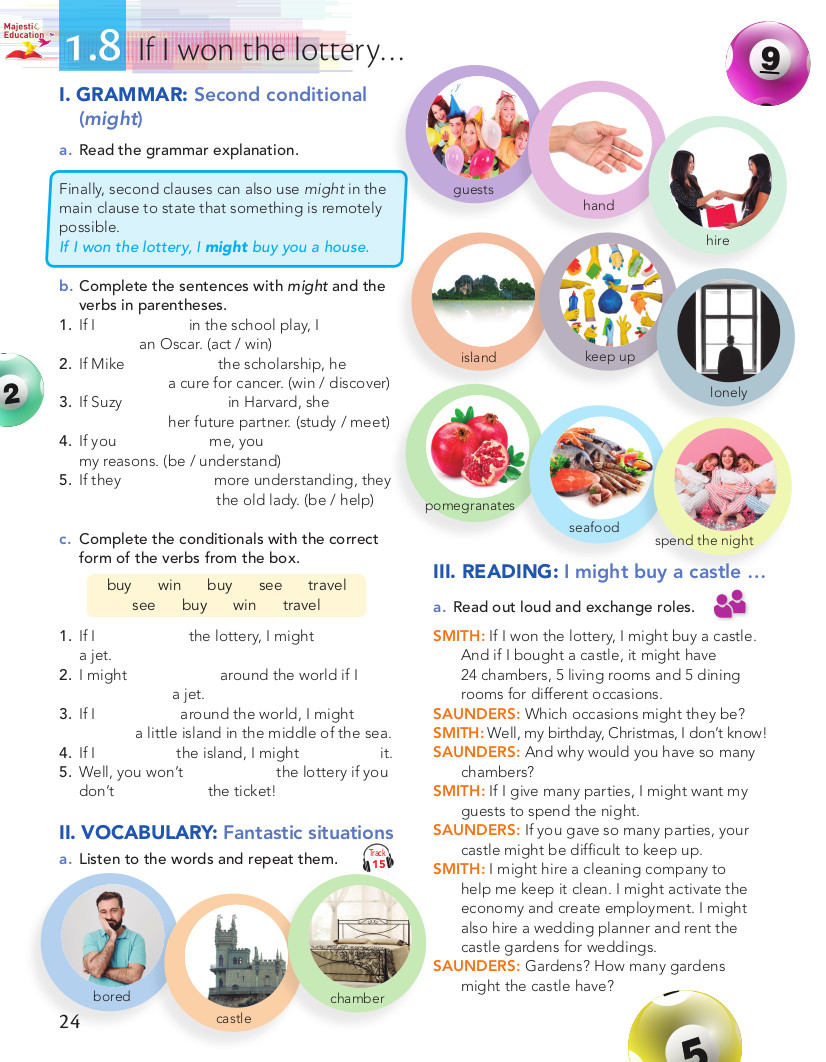 Majestic
Education
1.8 If I won the lottery...
9
I. GRAMMAR: Second conditional
(might)
a. Read the grammar explanation.
Finally, second clauses can also use might in the
main clause to state that something is remotely
possible.
If I won the lottery, I might buy you a house.
b. Complete the sentences with might and the
verbs in parentheses.
1. If I in the school play, I
an Oscar. (act / win)
2. If Mike the scholarship, he
a cure for cancer. (win / discover)
3. If Suzy in Harvard, she
her future partner. (study / meet)
4. If you me, you
my reasons. (be / understand)
5. If they more understanding, they
the old lady. (be / help)
2
c. Complete the conditionals with the correct
form of the verbs from the box.
buy win buy see travel
see buy win travel
1. If I the lottery, I might
a jet.
2. I might around the world if I
a jet.
3. If I around the world, I might
a little island in the middle of the sea.
4. If I the island, I might it.
5. Well, you won't the lottery if you
don't the ticket!
II. VOCABULARY: Fantastic situations
a. Listen to the words and repeat them.
Track
15
bored
castle
chamber
24
guests
hand
hire
island
keep up
lonely
pomegranates
seafood
spend the night
III. READING: I might buy a castle ...
a. Read out loud and exchange roles.
SMITH: If I won the lottery, I might buy a castle.
And if I bought a castle, it might have
24 chambers, 5 living rooms and 5 dining
rooms for different occasions.
SAUNDERS: Which occasions might they be?
SMITH: Well, my birthday, Christmas, I don't know!
SAUNDERS: And why would you have so many
chambers?
SMITH: If I give many parties, I might want my
guests to spend the night.
SAUNDERS: If you gave so many parties, your
castle might be difficult to keep up.
SMITH: I might hire a cleaning company to
help me keep it clean. I might activate the
economy and create employment. I might
also hire a wedding planner and rent the
castle gardens for weddings.
SAUNDERS: Gardens? How many gardens
might the castle have?
5